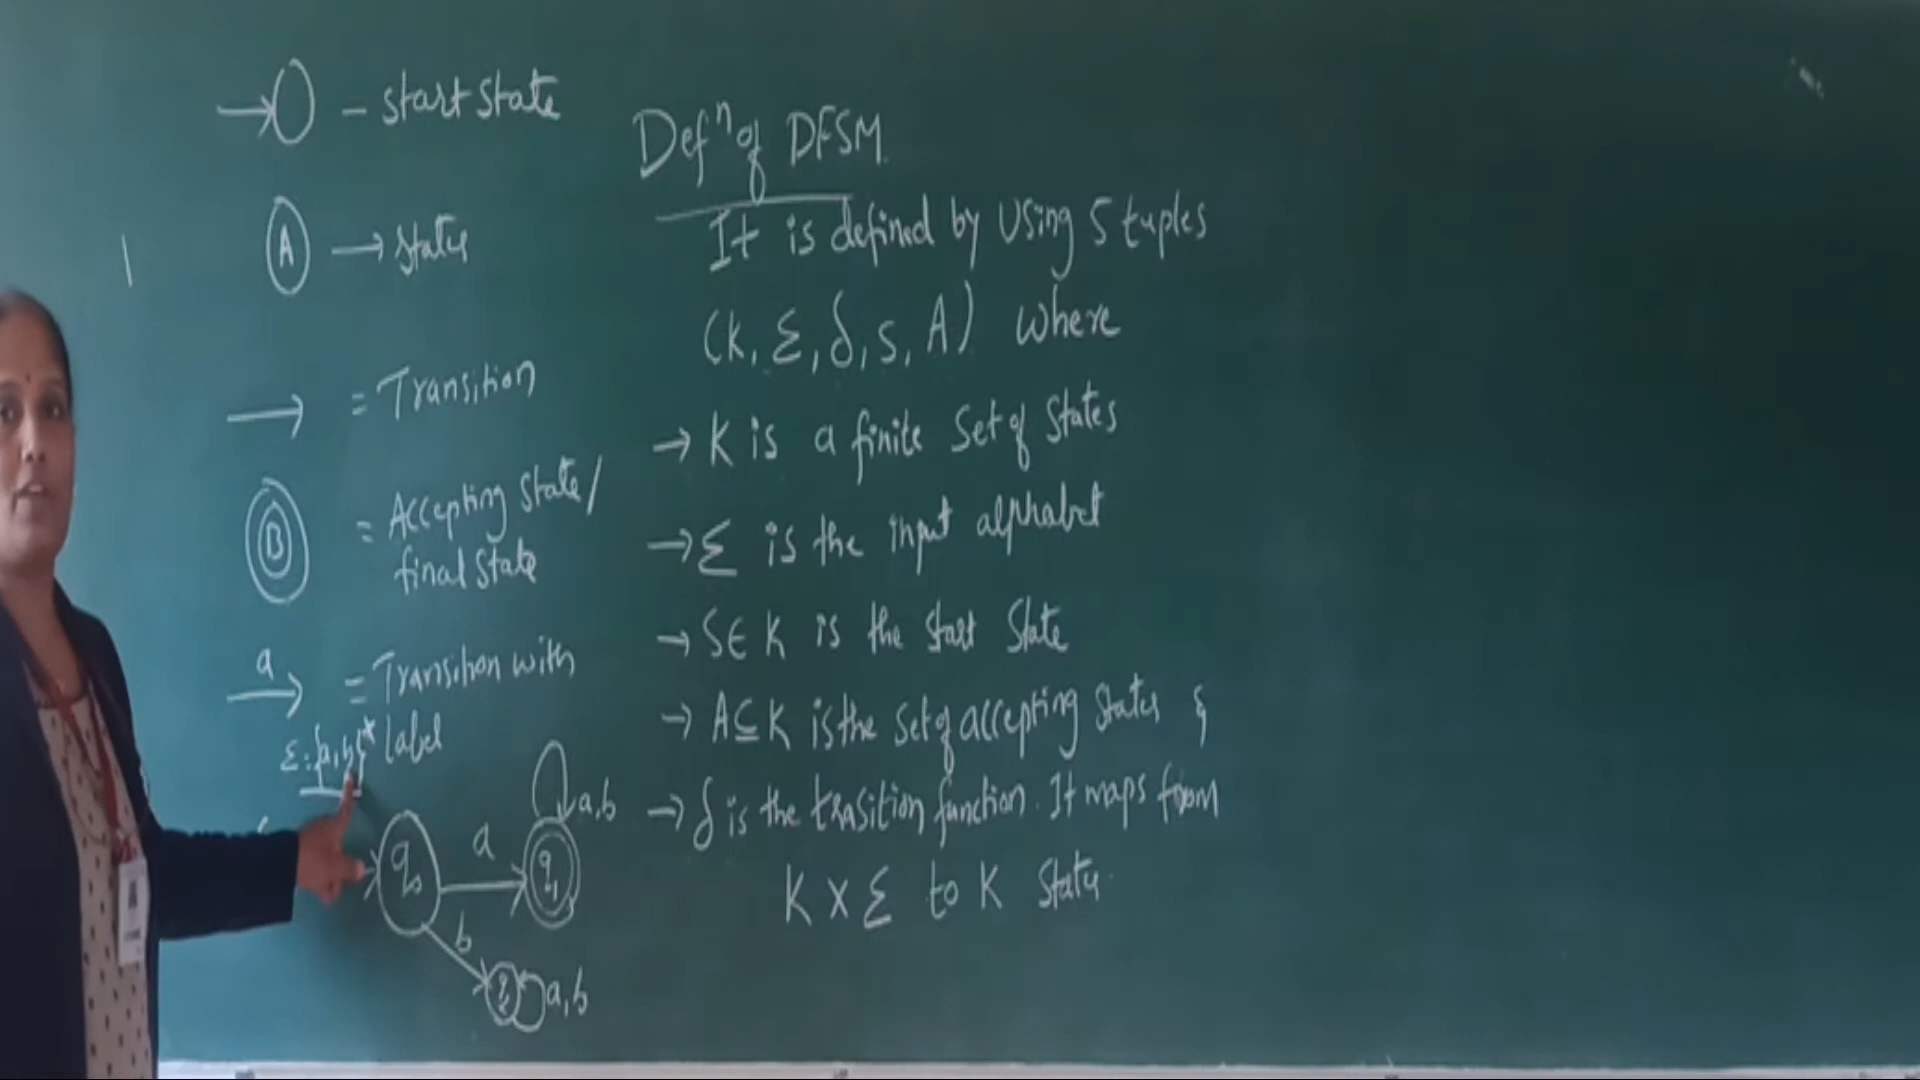 →◯ – start state
A → states
→ = Transition
B = Accepting state /
final state
a → = Transition with
label
Σ = {a, b}*
q0 a q1 a,b
b
a,b
Defⁿ of DFSM
It is defined by Using 5 tuples
(K, Σ, δ, s, A) where
→ K is a finite set of states
→ Σ is the input alphabet
→ S ∈ K is the start state
→ A ⊆ K is the set of accepting states &
→ δ is the trasition function. It maps from
K × Σ to K state.